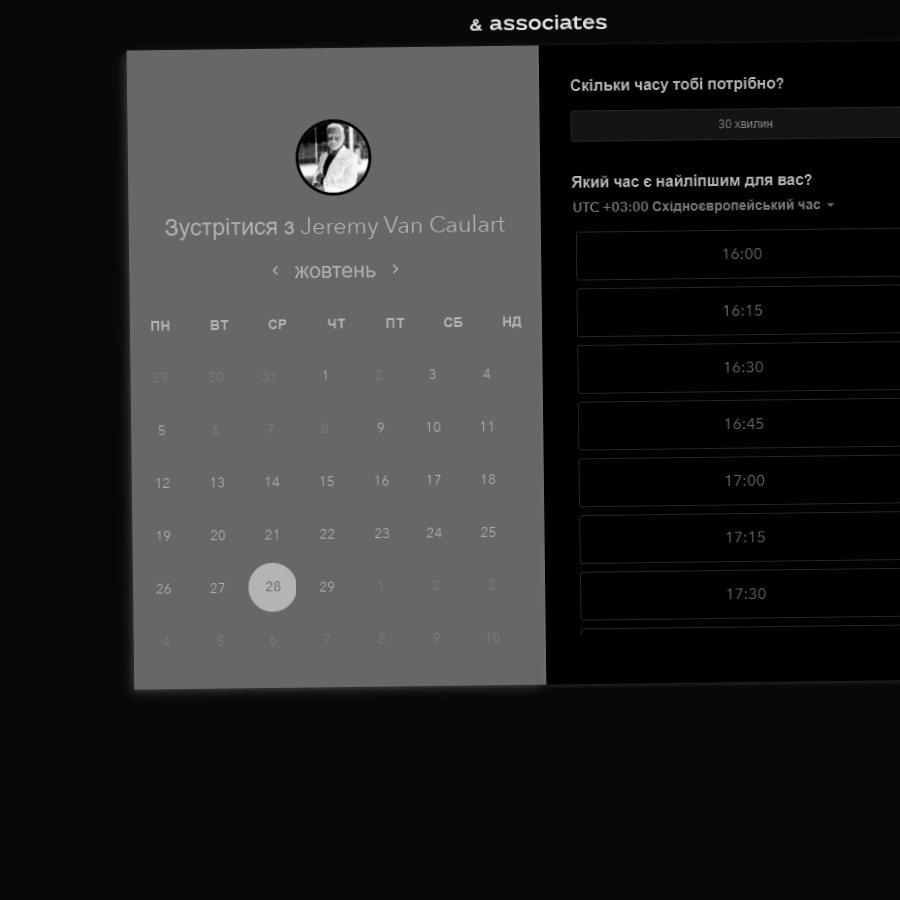 & associates
Зустрітися з Jeremy Van Caulart
жовтень
ПН ВТ СР ЧТ ПТ СБ НД
29 30 31 1 2 3 4
5 6 7 8 9 10 11
12 13 14 15 16 17 18
19 20 21 22 23 24 25
26 27 28 29 1 2 3
4 5 6 7 8 9 10
Скільки часу тобі потрібно?
30 хвилин
Який час є найліпшим для вас?
UTC +03:00 Східноєвропейський час
16:00
16:15
16:30
16:45
17:00
17:15
17:30